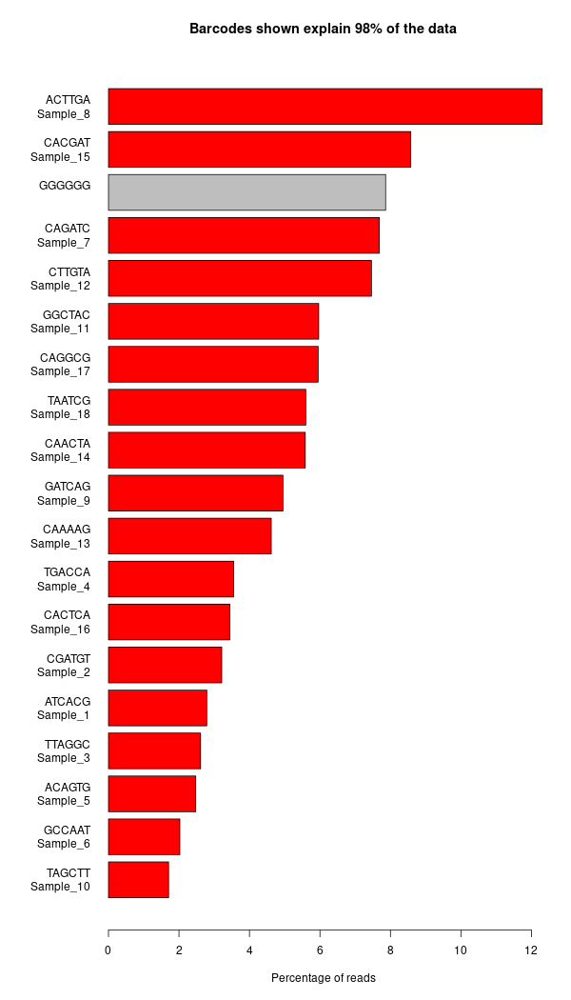 Barcodes shown explain 98% of the data
ACTTGA
Sample_8
CACGAT
Sample_15
GGGGGG
CAGATC
Sample_7
CTTGTA
Sample_12
GGCTAC
Sample_11
CAGGCG
Sample_17
TAATCG
Sample_18
CAACTA
Sample_14
GATCAG
Sample_9
CAAAAG
Sample_13
TGACCA
Sample_4
CACTCA
Sample_16
CGATGT
Sample_2
ATCACG
Sample_1
TTAGGC
Sample_3
ACAGTG
Sample_5
GCCAAT
Sample_6
TAGCTT
Sample_10
0 2 4 6 8 10 12
Percentage of reads